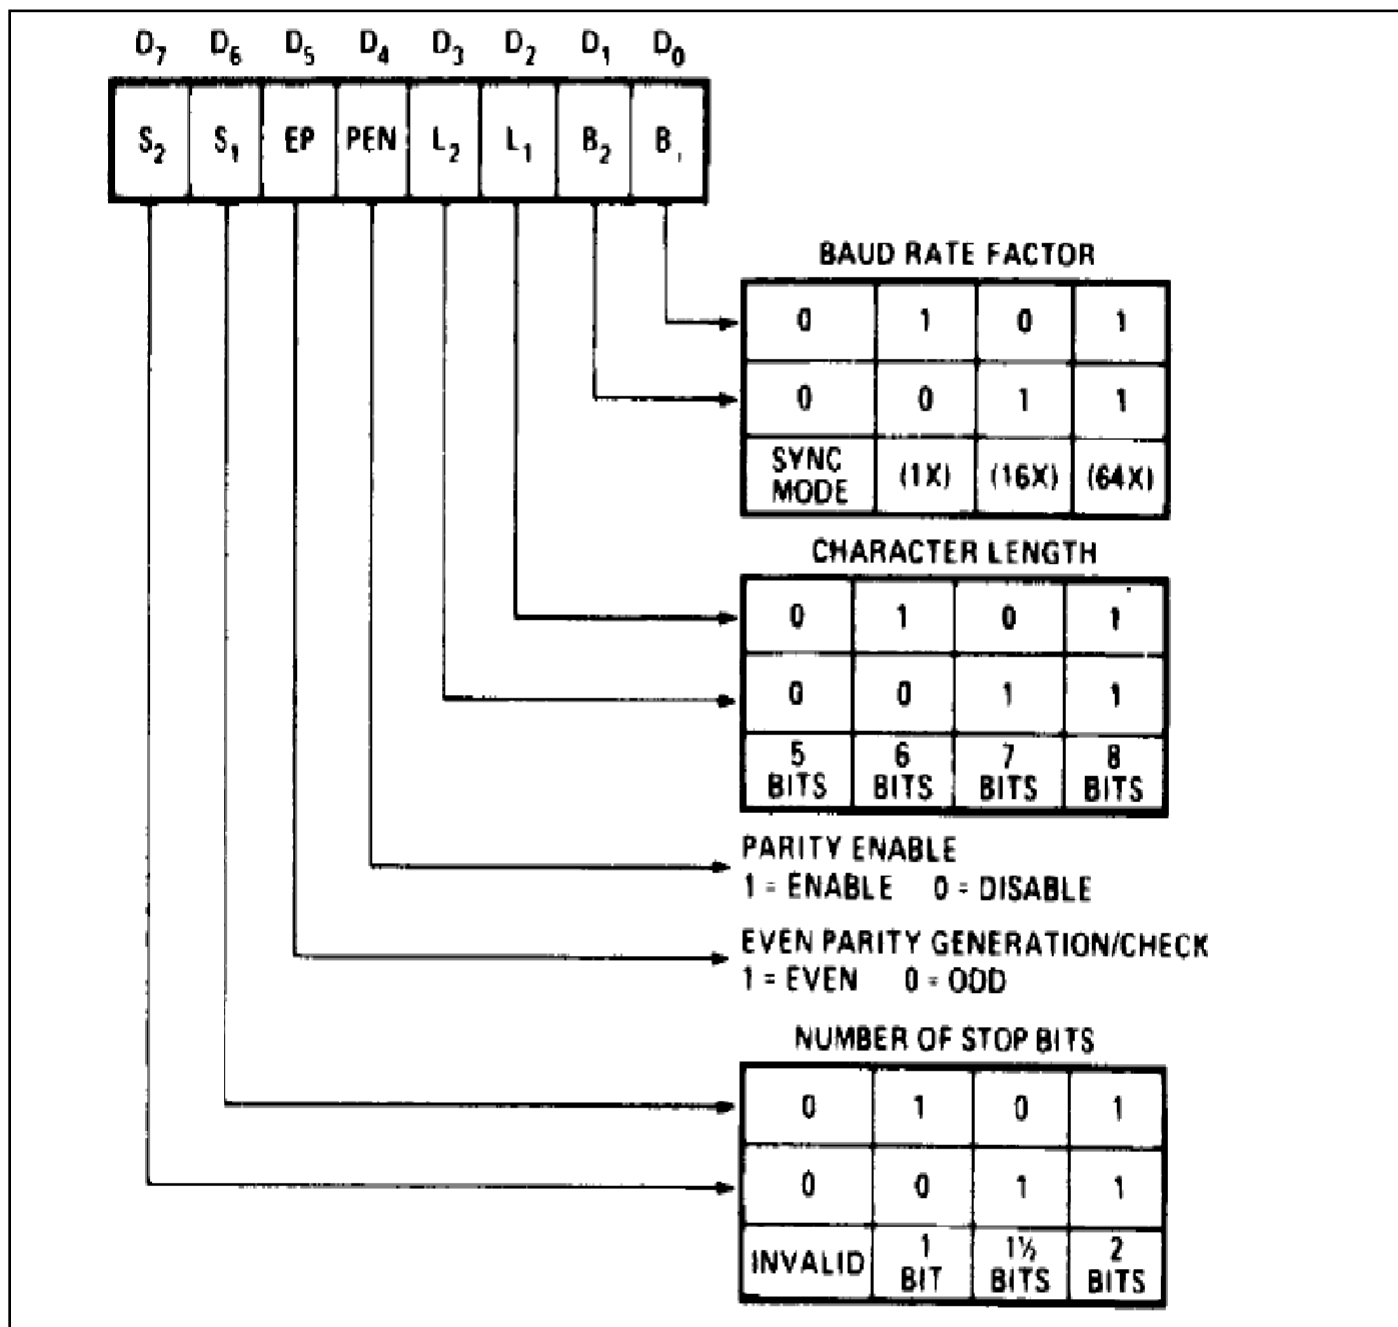 D7 D6 D5 D4 D3 D2 D1 D0
S2 S1 EP PEN L2 L1 B2 B1
BAUD RATE FACTOR
0 1 0 1
0 0 1 1
SYNC MODE (1X) (16X) (64X)
CHARACTER LENGTH
0 1 0 1
0 0 1 1
5 BITS 6 BITS 7 BITS 8 BITS
PARITY ENABLE
1 = ENABLE 0 = DISABLE
EVEN PARITY GENERATION/CHECK
1 = EVEN 0 = ODD
NUMBER OF STOP BITS
0 1 0 1
0 0 1 1
INVALID 1 BIT 1½ BITS 2 BITS